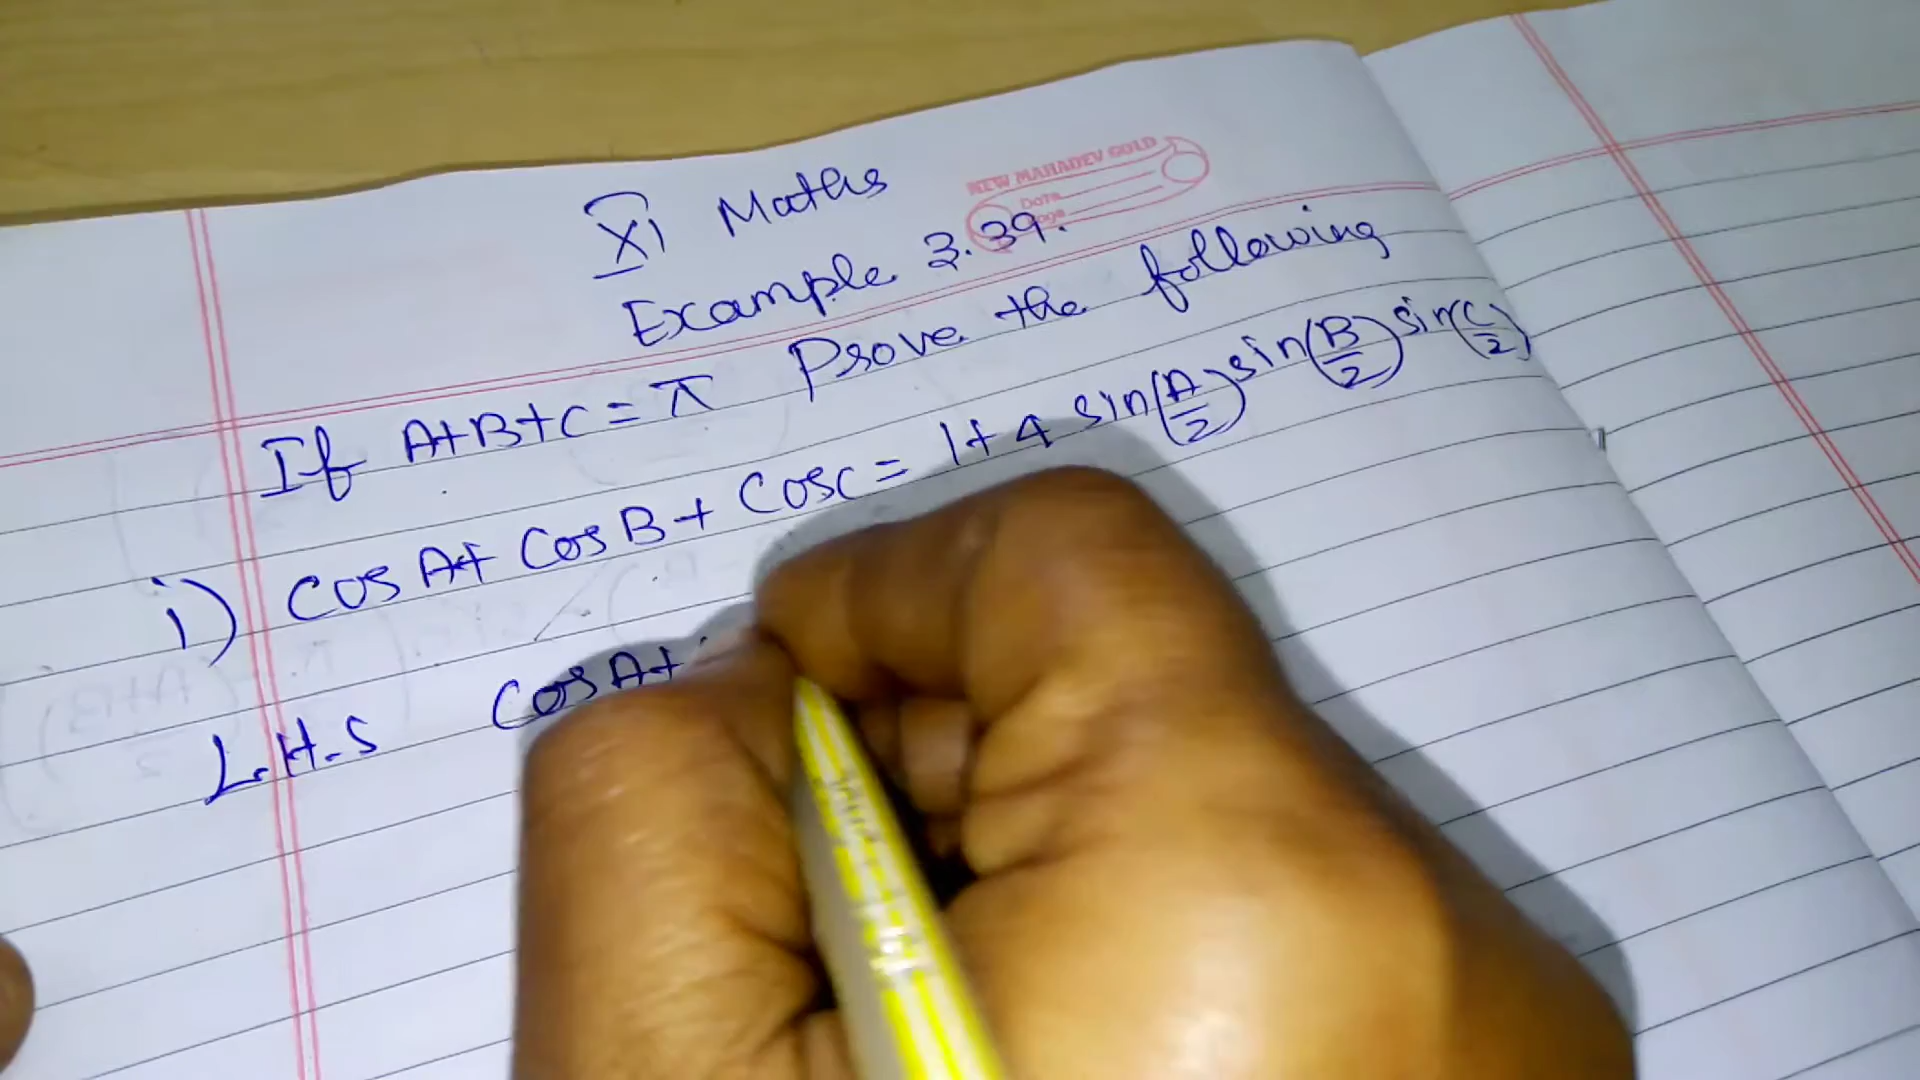 XI Maths
NEW MAHADEV GOLD
Date
Example 3.39.
If A+B+C=π Prove the following
i) Cos A+ Cos B + Cos C = 1+4 sin(A/2) sin(B/2) sin(C/2)
L.H.S Cos A+